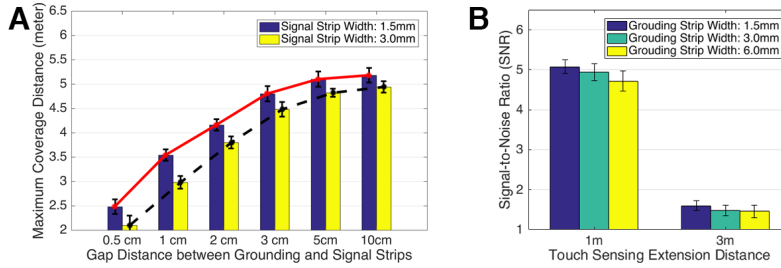 A
Maximum Coverage Distance (meter)
6.5
6
5.5
5
4.5
4
3.5
3
2.5
2
Signal Strip Width: 1.5mm
Signal Strip Width: 3.0mm
0.5 cm 1 cm 2 cm 3 cm 5cm 10cm
Gap Distance between Grounding and Signal Strips
B
Signal-to-Noise Ratio (SNR)
6
5
4
2
1
Grouding Strip Width: 1.5mm
Grouding Strip Width: 3.0mm
Grouding Strip Width: 6.0mm
1m 3m
Touch Sensing Extension Distance